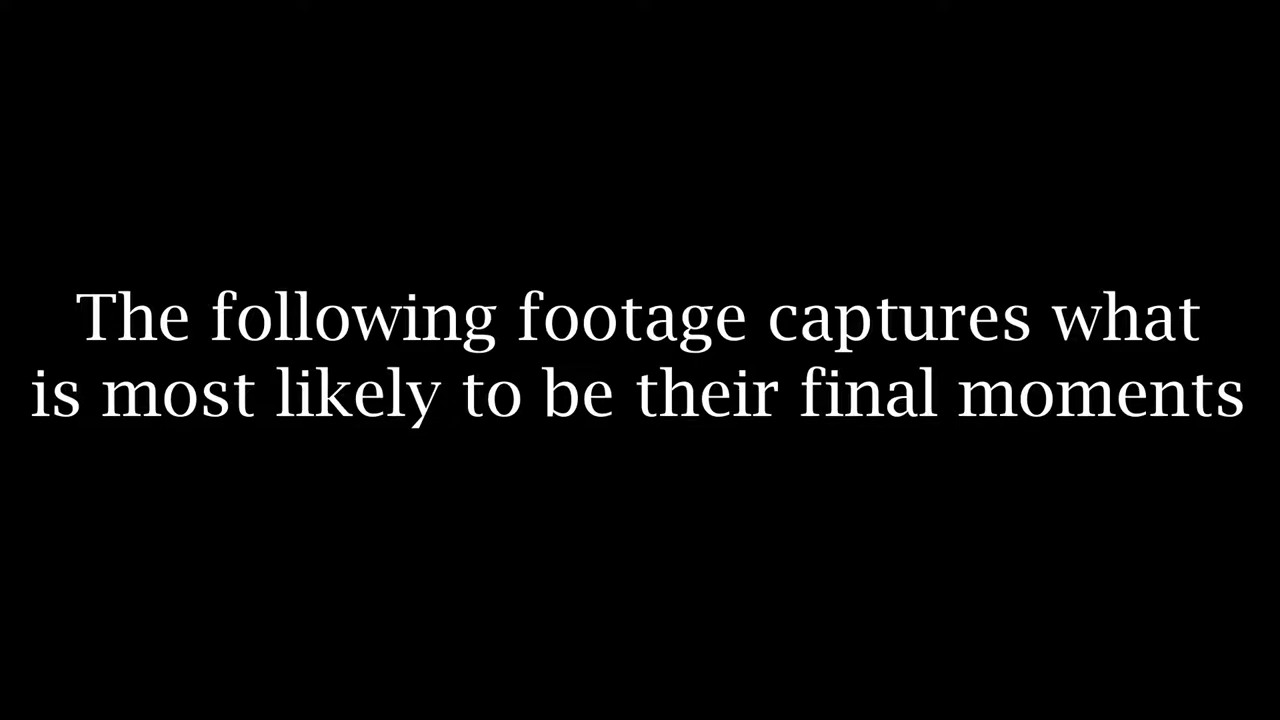 The following footage captures what
is most likely to be their final moments